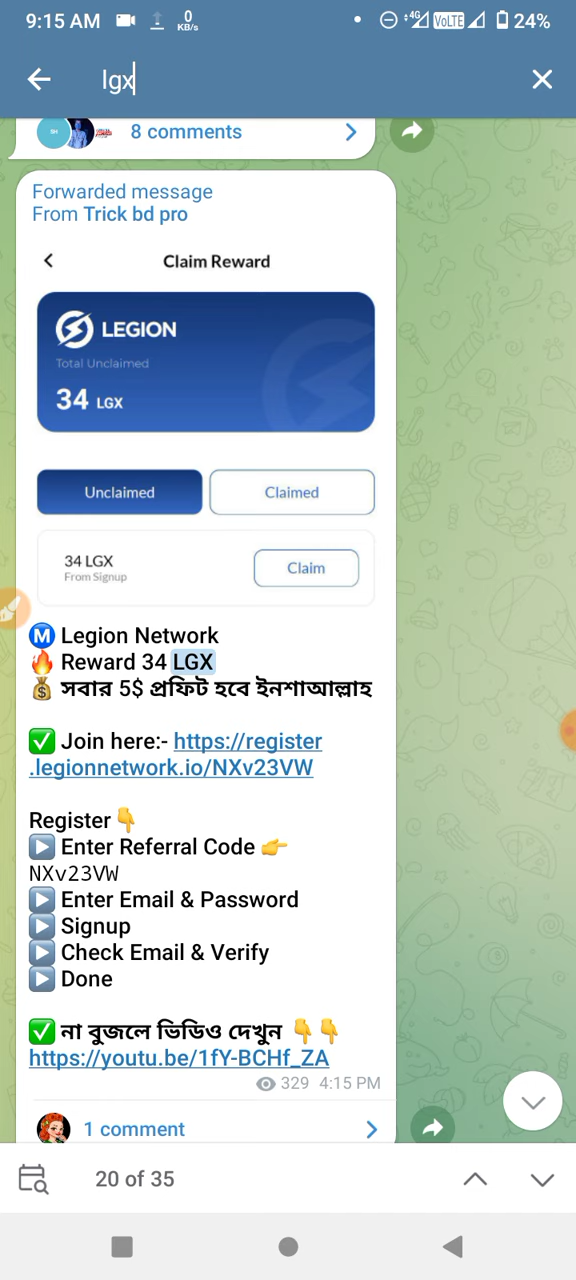 9:15 AM 0 KB/s 4G VoLTE 24%
lgx
8 comments
Forwarded message
From Trick bd pro
Claim Reward
LEGION
Total Unclaimed
34 LGX
Unclaimed Claimed
34 LGX
From Signup
Claim
Ⓜ️ Legion Network
🔥 Reward 34 LGX
💰 সবার 5$ প্রফিট হবে ইনশাআল্লাহ
✅ Join here:- https://register
.legionnetwork.io/NXv23VW
Register 👇
▶️ Enter Referral Code 👉
NXv23VW
▶️ Enter Email & Password
▶️ Signup
▶️ Check Email & Verify
▶️ Done
✅ না বুজলে ভিডিও দেখুন 👇👇
https://youtu.be/1fY-BCHf_ZA
329 4:15 PM
1 comment
20 of 35